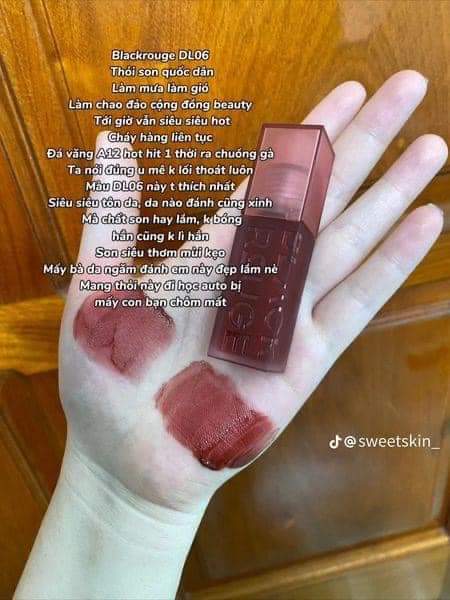 Blackrouge DL06
Thỏi son quốc dân
Làm mưa làm gió
Làm chao đảo cộng đồng beauty
Tới giờ vẫn siêu siêu hot
Cháy hàng liên tục
Đá văng A12 hot hit 1 thời ra chuồng gà
Ta nói đúng u mê k lối thoát luôn
Màu DL06 này t thích nhất
Siêu siêu tôn da, da nào đánh cũng xinh
Mà chất son hay lắm, k bóng
hẳn cũng k lì hẳn
Son siêu thơm mùi kẹo
Mấy bà da ngăm đánh em này đẹp lắm nè
Mang thỏi này đi học auto bị
mấy con bạn chôm mất
BLACK
ROUGE
@sweetskin_